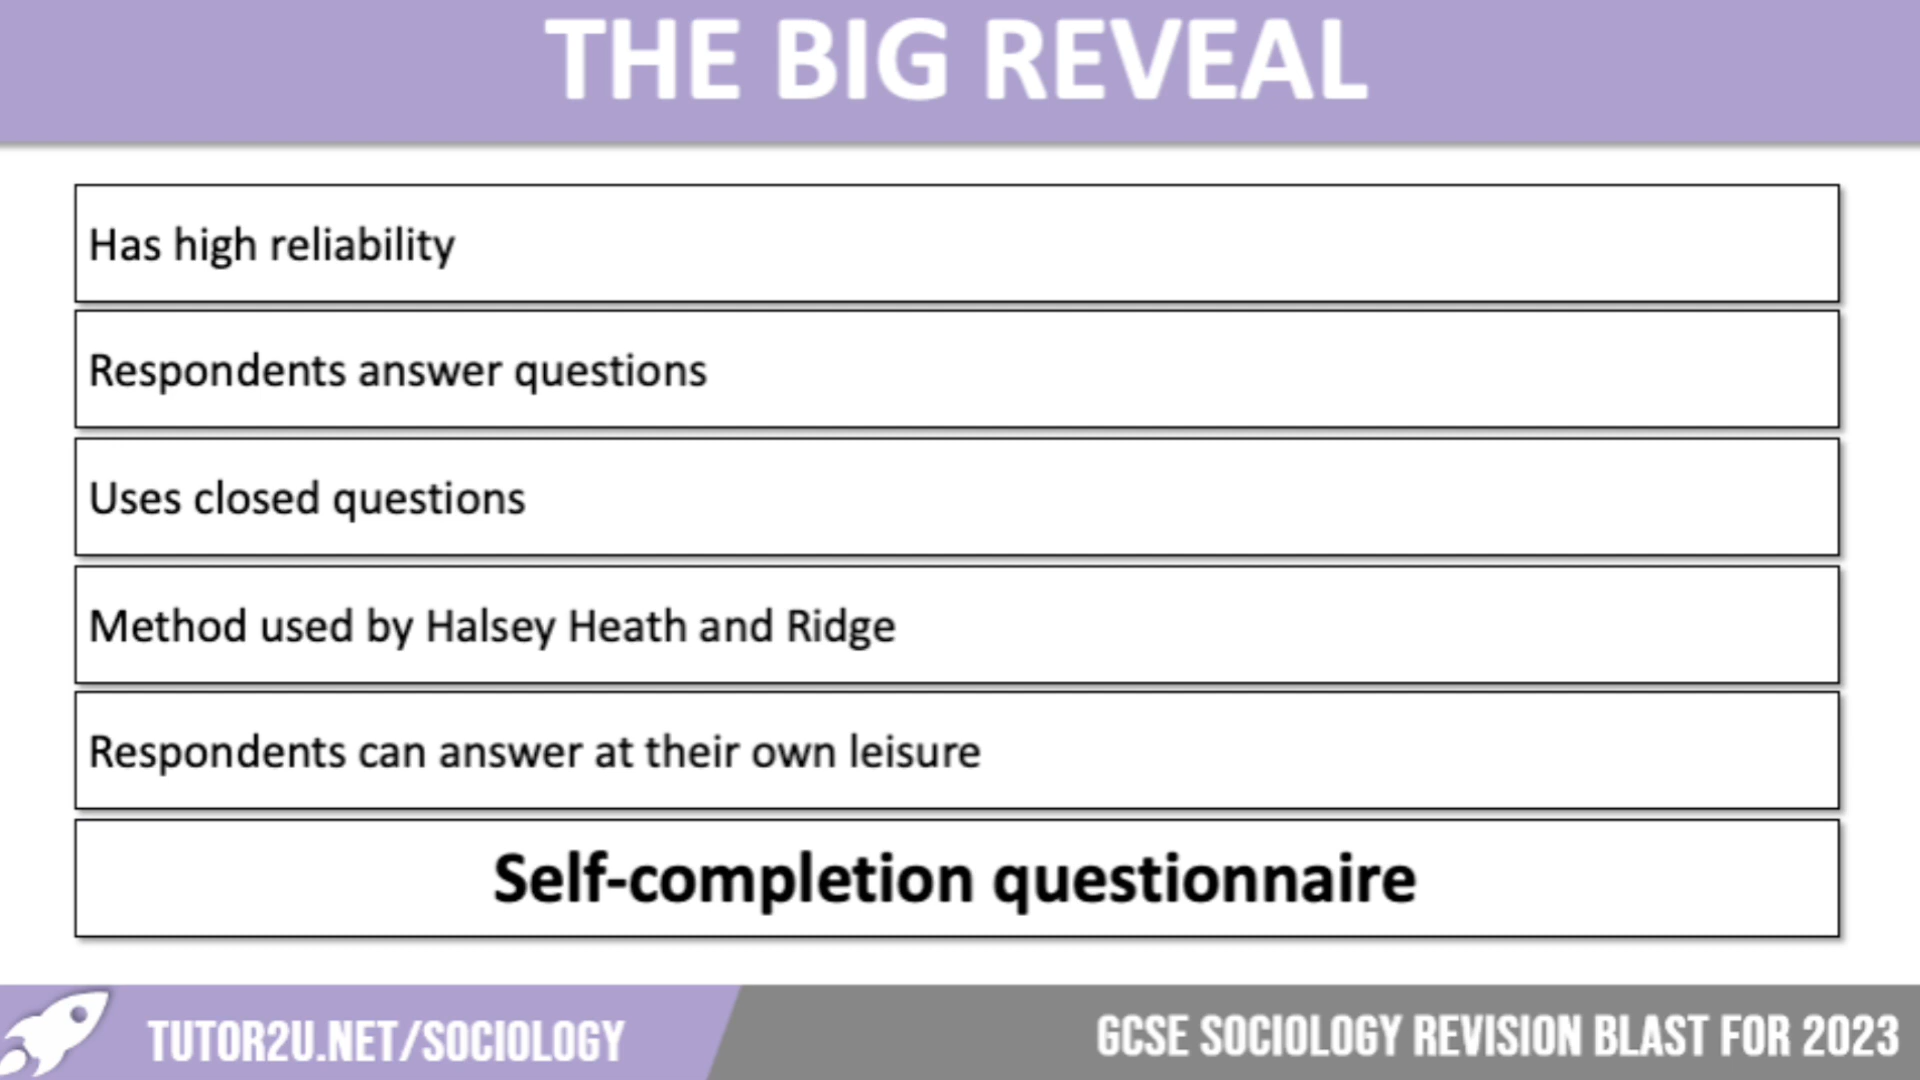 THE BIG REVEAL
Has high reliability
Respondents answer questions
Uses closed questions
Method used by Halsey Heath and Ridge
Respondents can answer at their own leisure
Self-completion questionnaire
TUTOR2U.NET/SOCIOLOGY
GCSE SOCIOLOGY REVISION BLAST FOR 2023